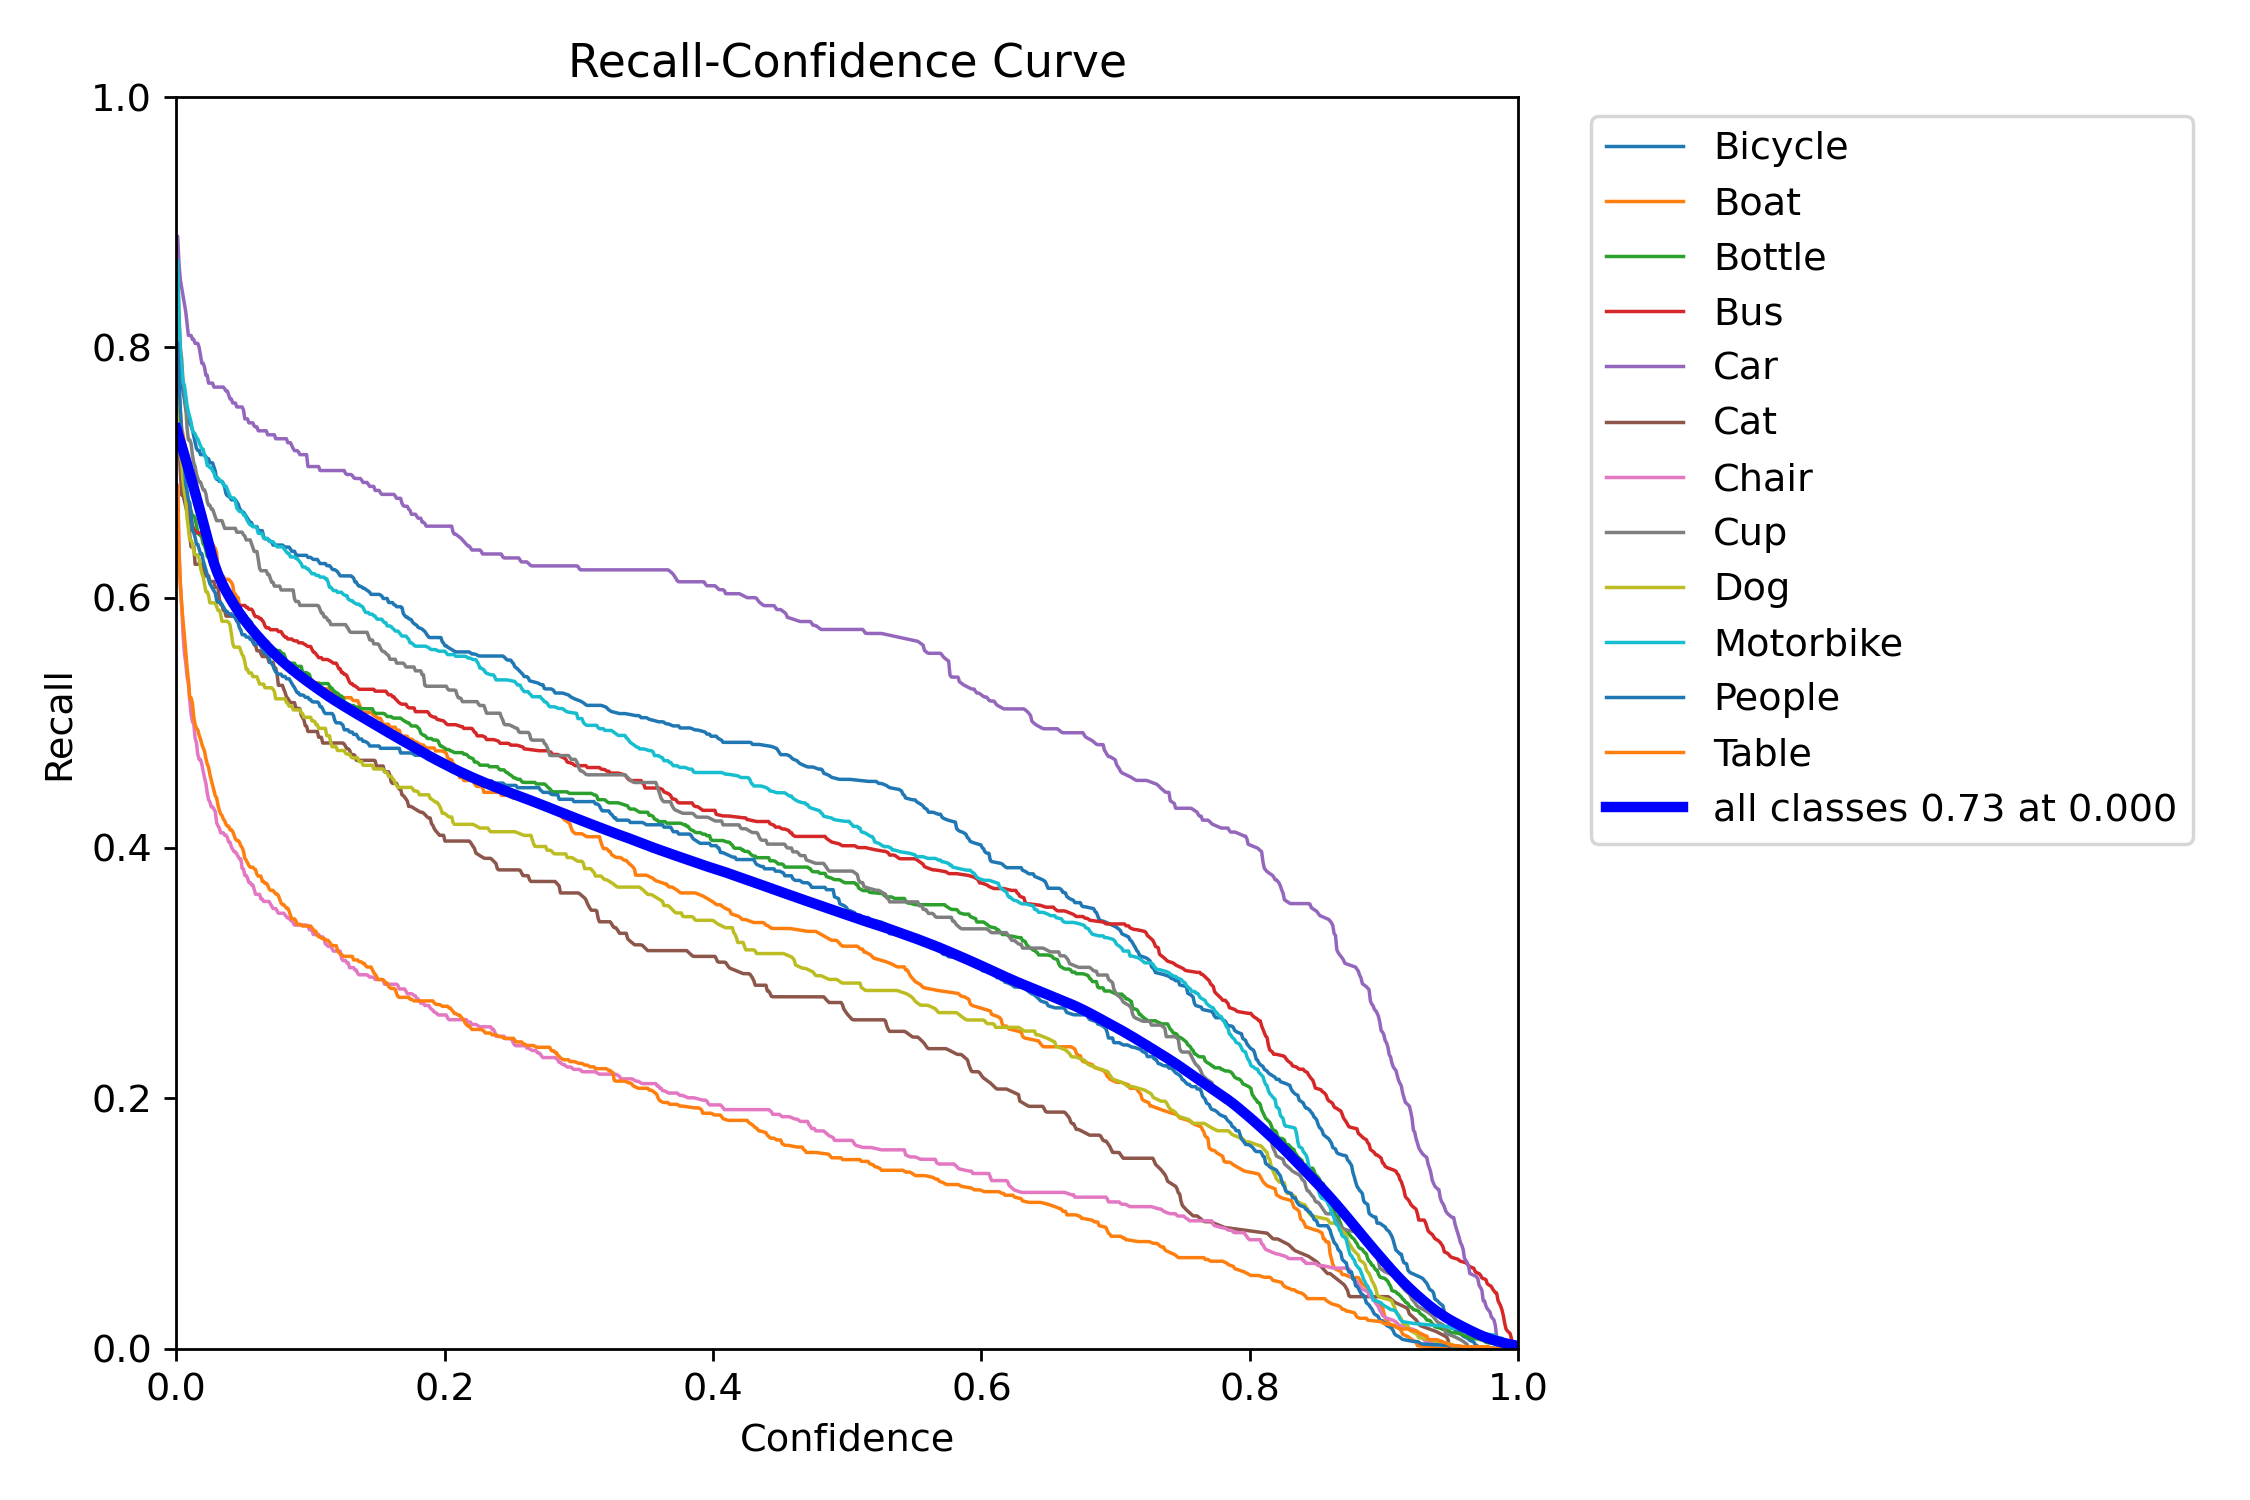 Recall-Confidence Curve
1.0
0.8
0.6
0.4
0.2
0.0
Recall
0.0 0.2 0.4 0.6 0.8 1.0
Confidence
Bicycle
Boat
Bottle
Bus
Car
Cat
Chair
Cup
Dog
Motorbike
People
Table
all classes 0.73 at 0.000